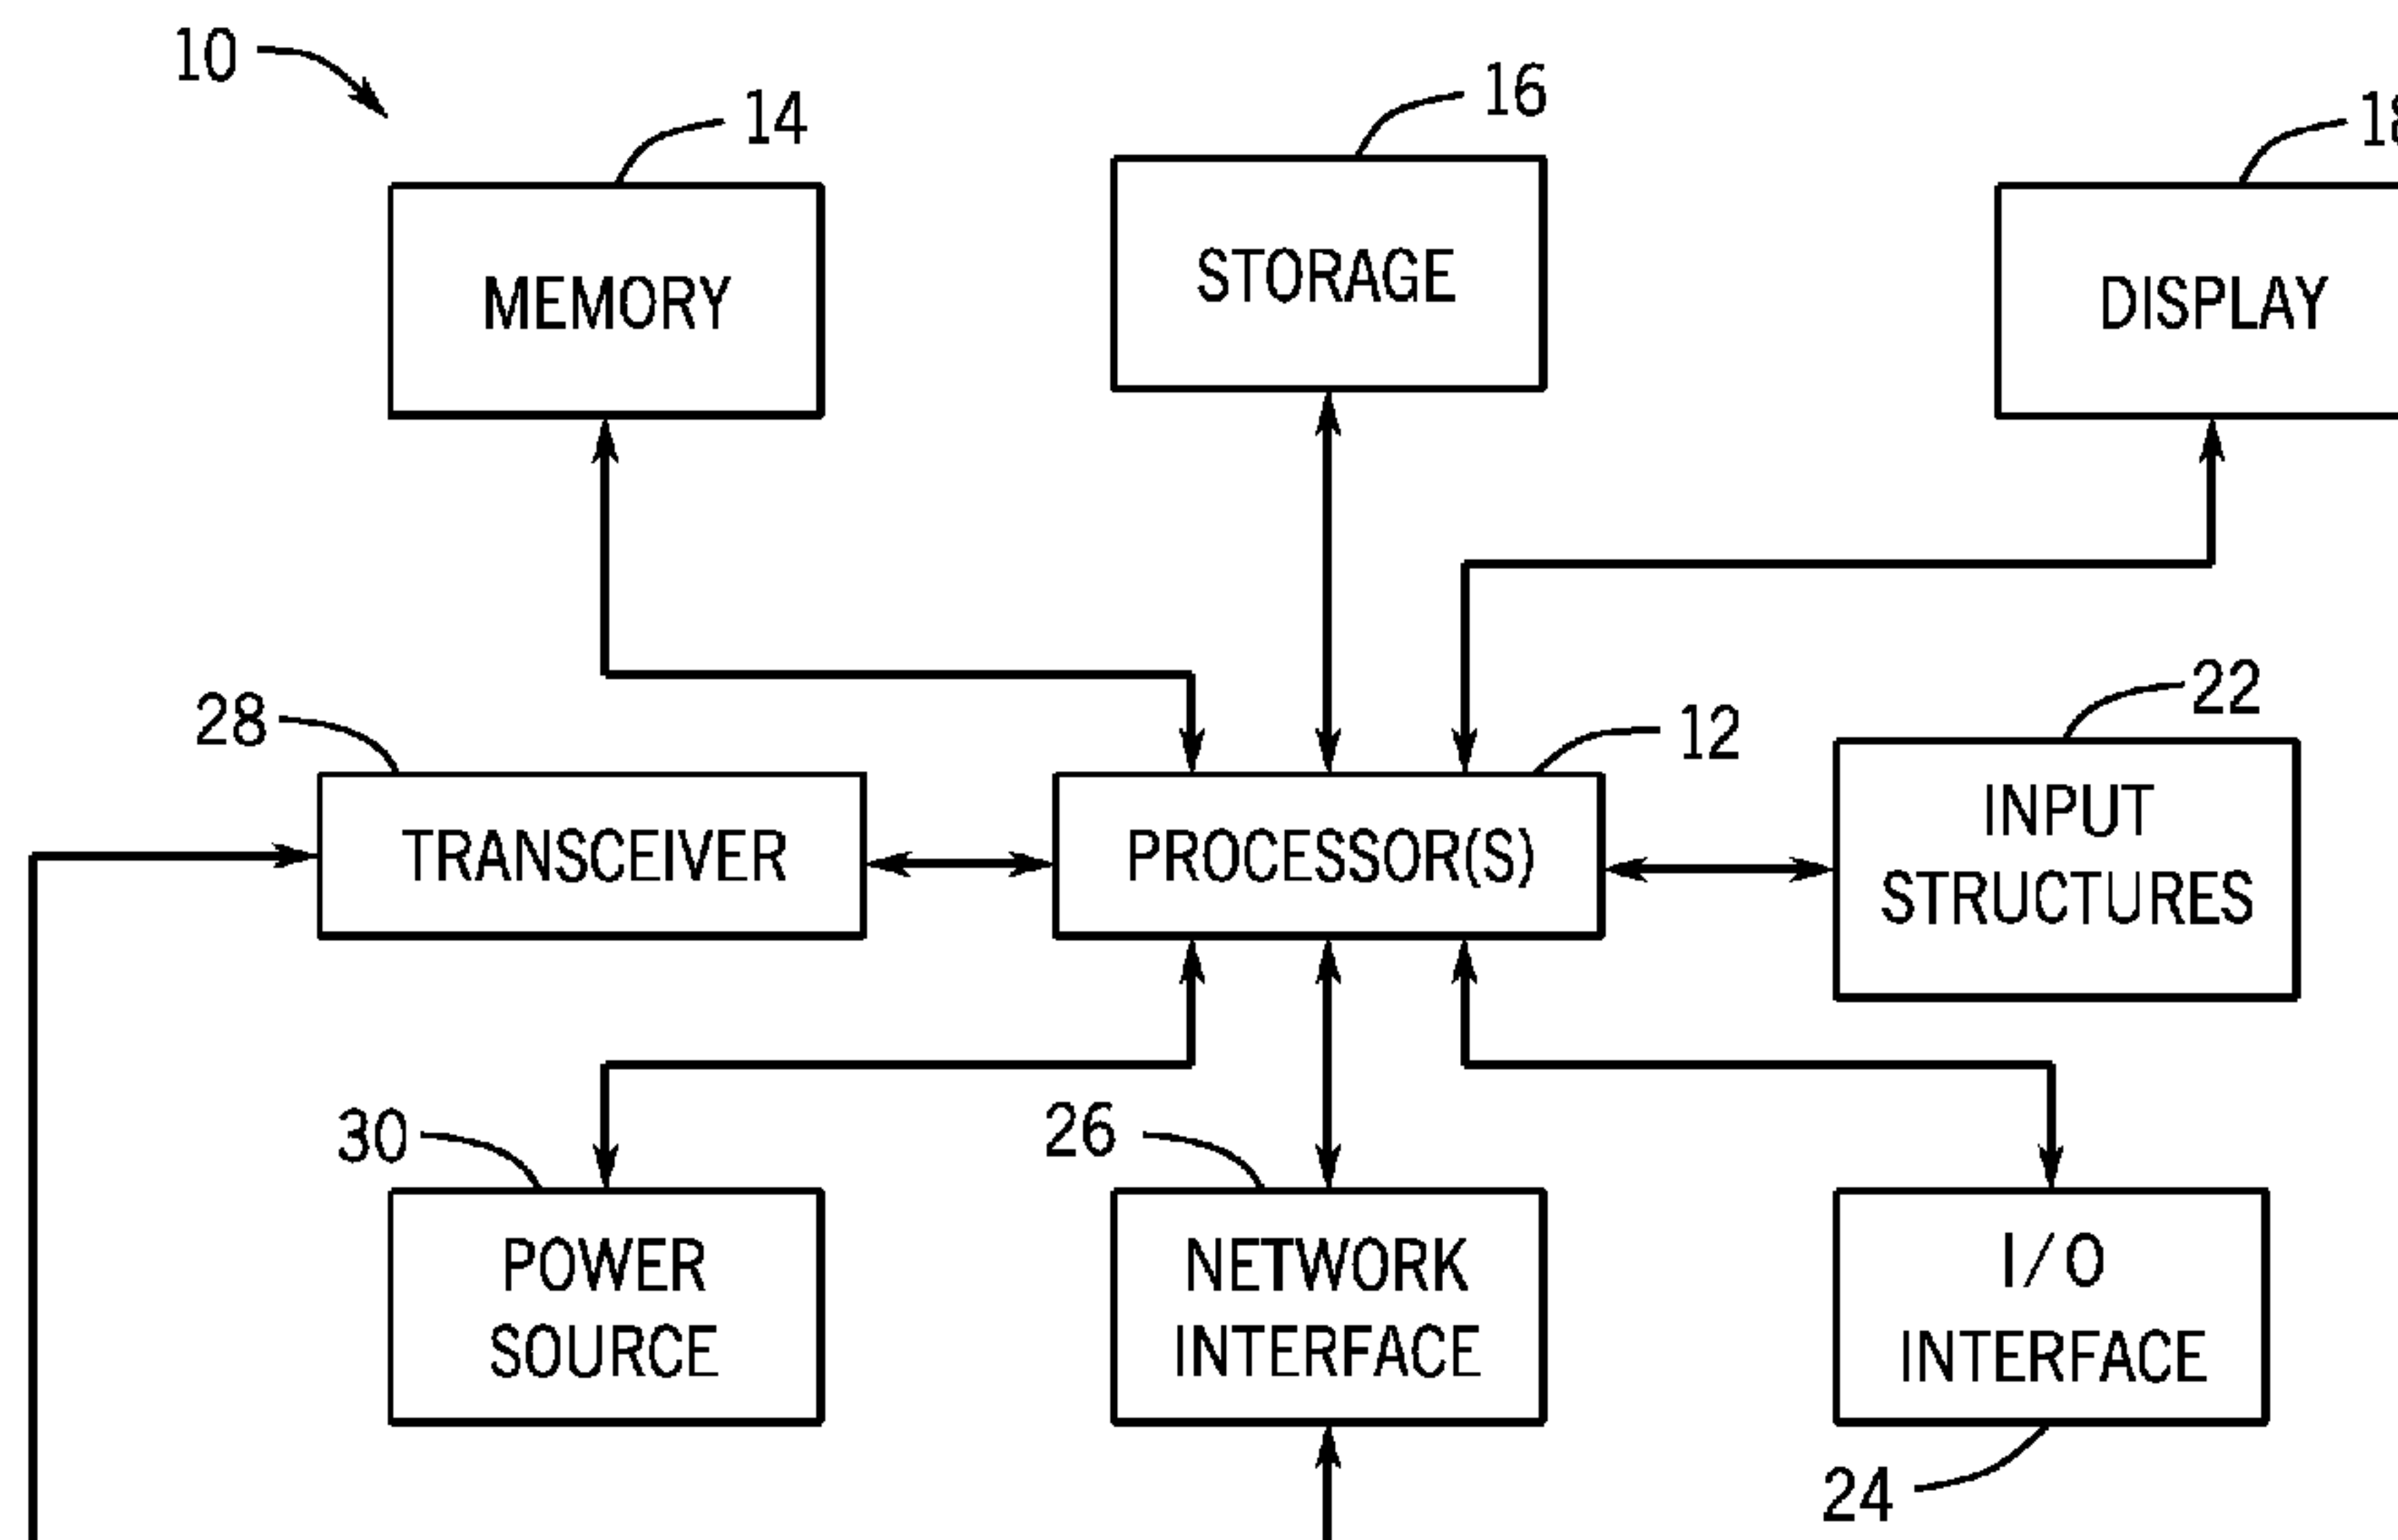 10
14
16
MEMORY
STORAGE
DISPLAY
28
12
22
TRANSCEIVER
PROCESSOR(S)
INPUT
STRUCTURES
30
26
POWER
SOURCE
NETWORK
INTERFACE
I/O
INTERFACE
24